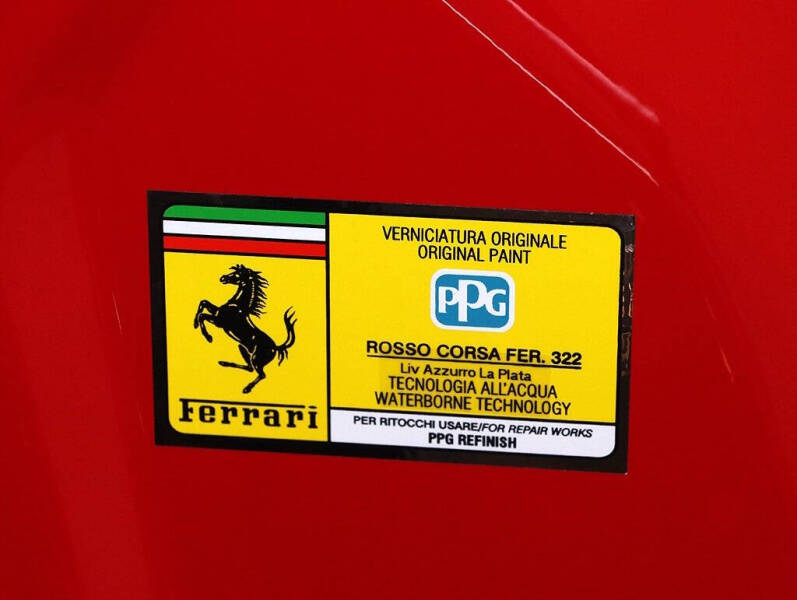 Ferrari
VERNICIATURA ORIGINALE
ORIGINAL PAINT
PPG
ROSSO CORSA FER. 322
Liv Azzurro La Plata
TECNOLOGIA ALL'ACQUA
WATERBORNE TECHNOLOGY
PER RITOCCHI USARE/FOR REPAIR WORKS
PPG REFINISH